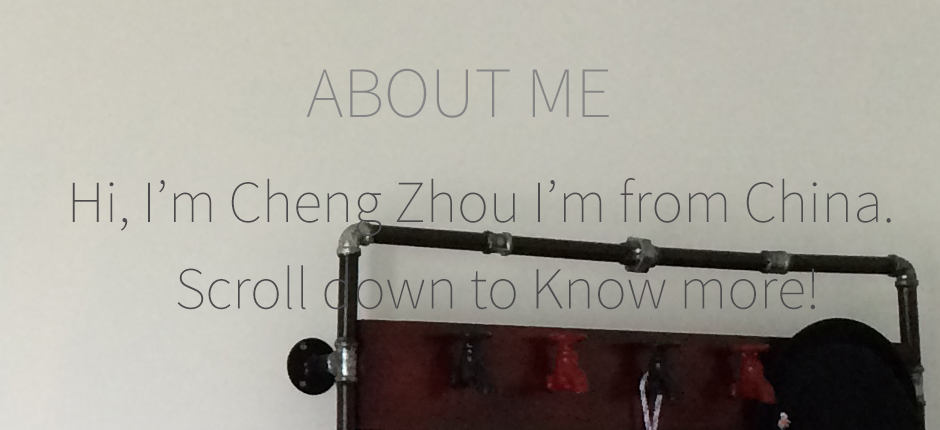 ABOUT ME
Hi, I’m Cheng Zhou I’m from China.
Scroll down to Know more!